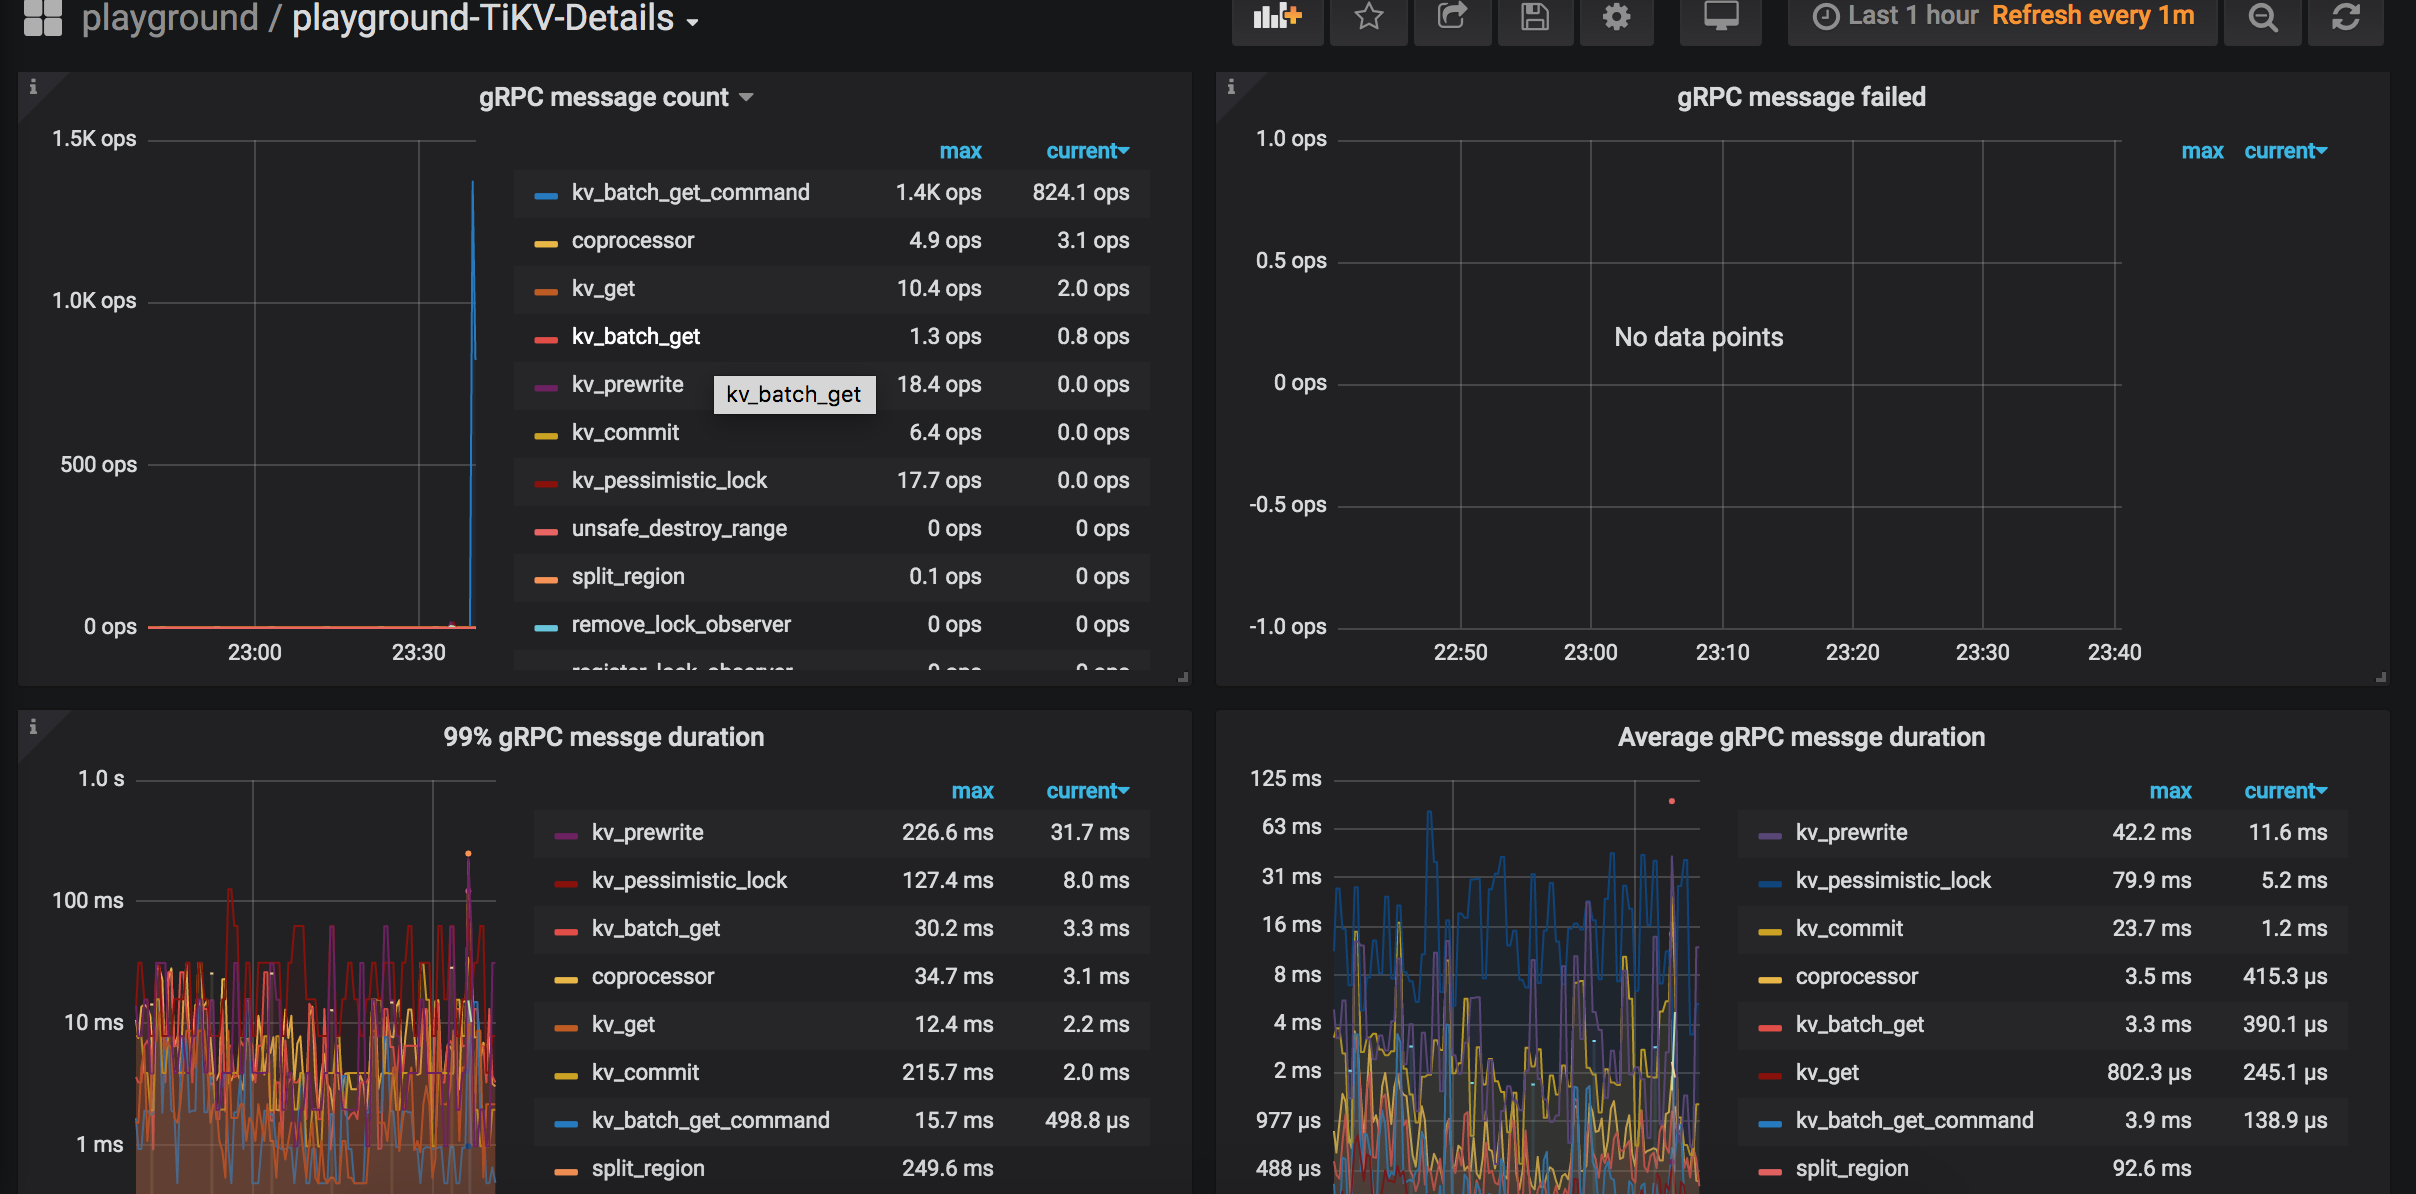 playground / playground-TiKV-Details
Last 1 hour Refresh every 1m
gRPC message count
1.5K ops
1.0K ops
500 ops
0 ops
23:00 23:30
max current
kv_batch_get_command 1.4K ops 824.1 ops
coprocessor 4.9 ops 3.1 ops
kv_get 10.4 ops 2.0 ops
kv_batch_get 1.3 ops 0.8 ops
kv_prewrite 18.4 ops 0.0 ops
kv_batch_get
kv_commit 6.4 ops 0.0 ops
kv_pessimistic_lock 17.7 ops 0.0 ops
unsafe_destroy_range 0 ops 0 ops
split_region 0.1 ops 0 ops
remove_lock_observer 0 ops 0 ops
register_lock_observer 0 ops 0 ops
gRPC message failed
1.0 ops
0.5 ops
0 ops
-0.5 ops
-1.0 ops
No data points
22:50 23:00 23:10 23:20 23:30 23:40
max current
99% gRPC messge duration
1.0 s
100 ms
10 ms
1 ms
max current
kv_prewrite 226.6 ms 31.7 ms
kv_pessimistic_lock 127.4 ms 8.0 ms
kv_batch_get 30.2 ms 3.3 ms
coprocessor 34.7 ms 3.1 ms
kv_get 12.4 ms 2.2 ms
kv_commit 215.7 ms 2.0 ms
kv_batch_get_command 15.7 ms 498.8 µs
split_region 249.6 ms
Average gRPC messge duration
125 ms
63 ms
31 ms
16 ms
8 ms
4 ms
2 ms
977 µs
488 µs
max current
kv_prewrite 42.2 ms 11.6 ms
kv_pessimistic_lock 79.9 ms 5.2 ms
kv_commit 23.7 ms 1.2 ms
coprocessor 3.5 ms 415.3 µs
kv_batch_get 3.3 ms 390.1 µs
kv_get 802.3 µs 245.1 µs
kv_batch_get_command 3.9 ms 138.9 µs
split_region 92.6 ms